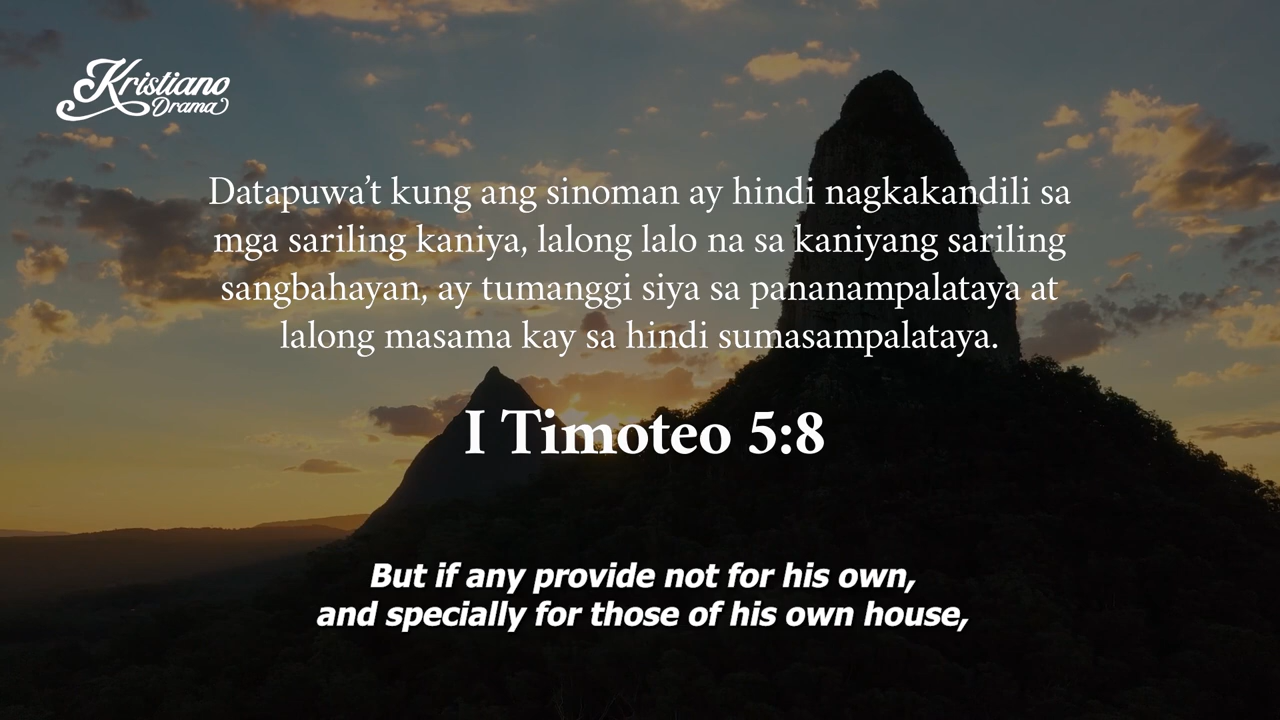 Kristiano
Drama
Datapuwa’t kung ang sinoman ay hindi nagkakandili sa
mga sariling kaniya, lalong lalo na sa kaniyang sariling
sangbahayan, ay tumanggi siya sa pananampalataya at
lalong masama kay sa hindi sumasampalataya.
I Timoteo 5:8
But if any provide not for his own,
and specially for those of his own house,